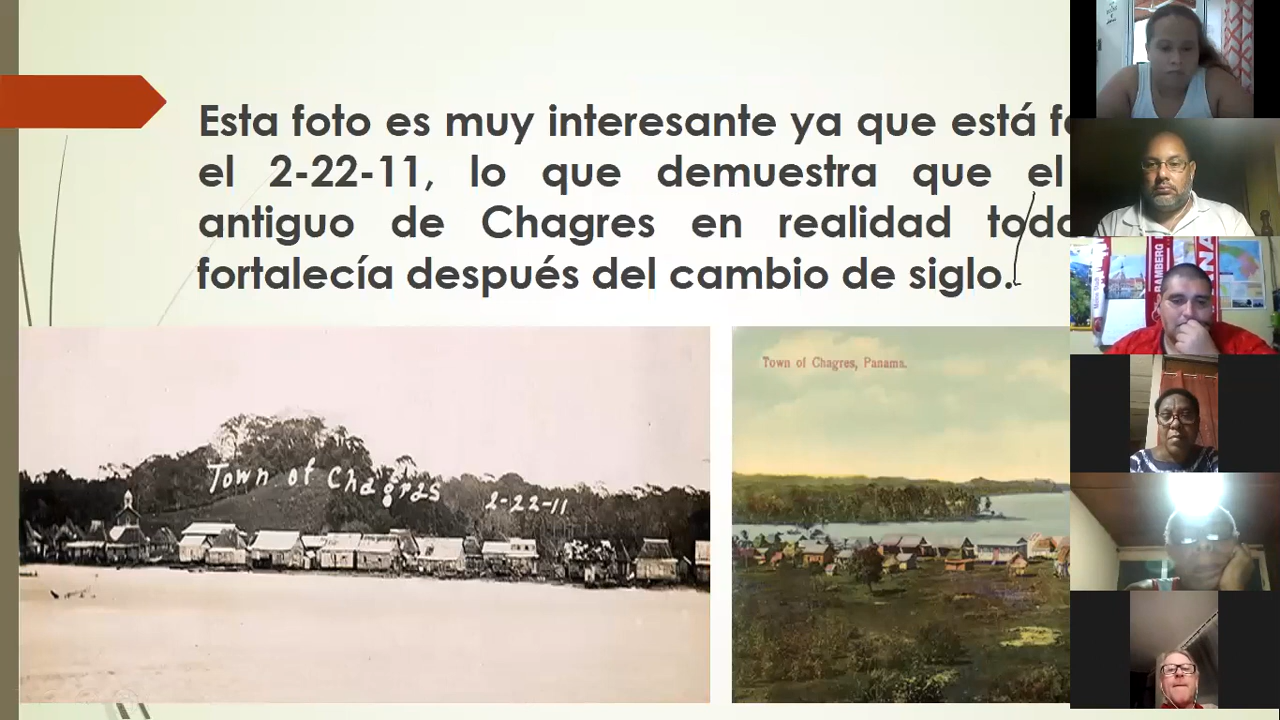 Esta foto es muy interesante ya que está
el 2-22-11, lo que demuestra que el
antiguo de Chagres en realidad
fortalecía después del cambio de siglo.
Town of Chagres 2-22-11
Town of Chagres, Panama.
BAMBERG